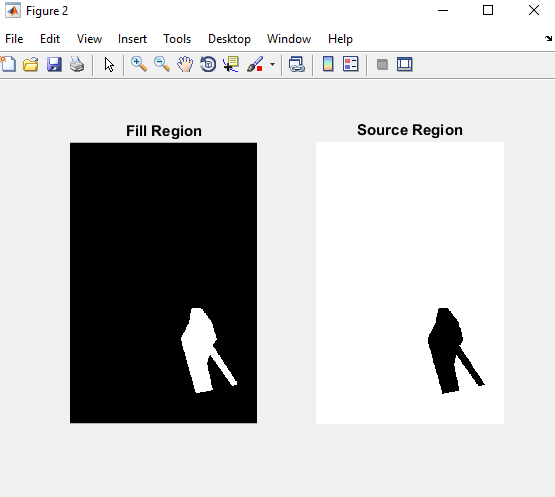 Figure 2
File Edit View Insert Tools Desktop Window Help
Fill Region
Source Region